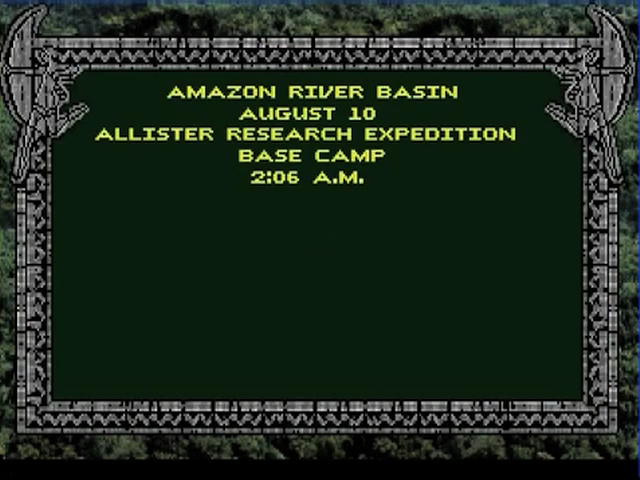 AMAZON RIVER BASIN
AUGUST 10
ALLISTER RESEARCH EXPEDITION
BASE CAMP
2:06 A.M.